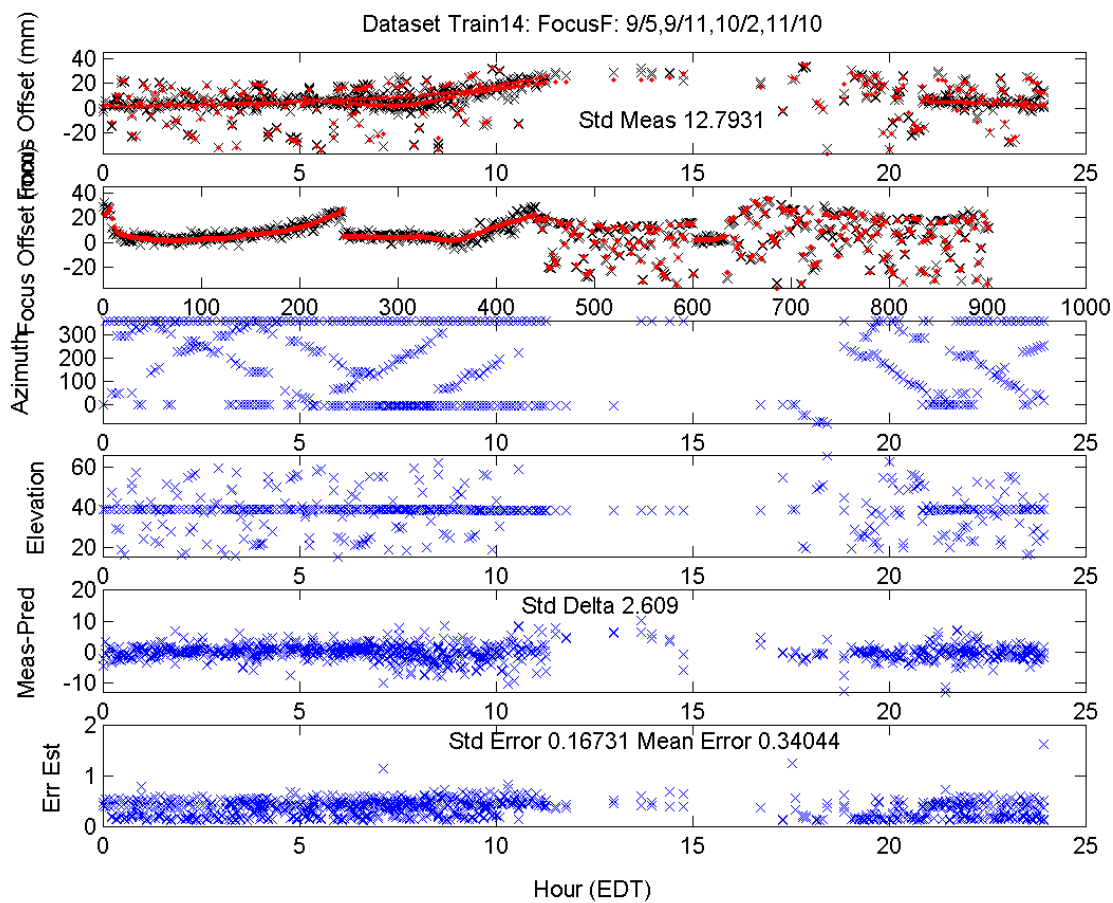 Dataset Train14: FocusF: 9/5,9/11,10/2,11/10
Focus Offset (mm)
40
20
0
-20
Std Meas 12.7931
0 5 10 15 20 25
Focus Offset (mm)
40
20
0
-20
0 100 200 300 400 500 600 700 800 900 1000
Azimuth
300
200
100
0
0 5 10 15 20 25
Elevation
60
40
20
0 5 10 15 20 25
Meas-Pred
20
10
0
-10
Std Delta 2.609
0 5 10 15 20 25
Err Est
2
1
0
Std Error 0.16731 Mean Error 0.34044
0 5 10 15 20 25
Hour (EDT)